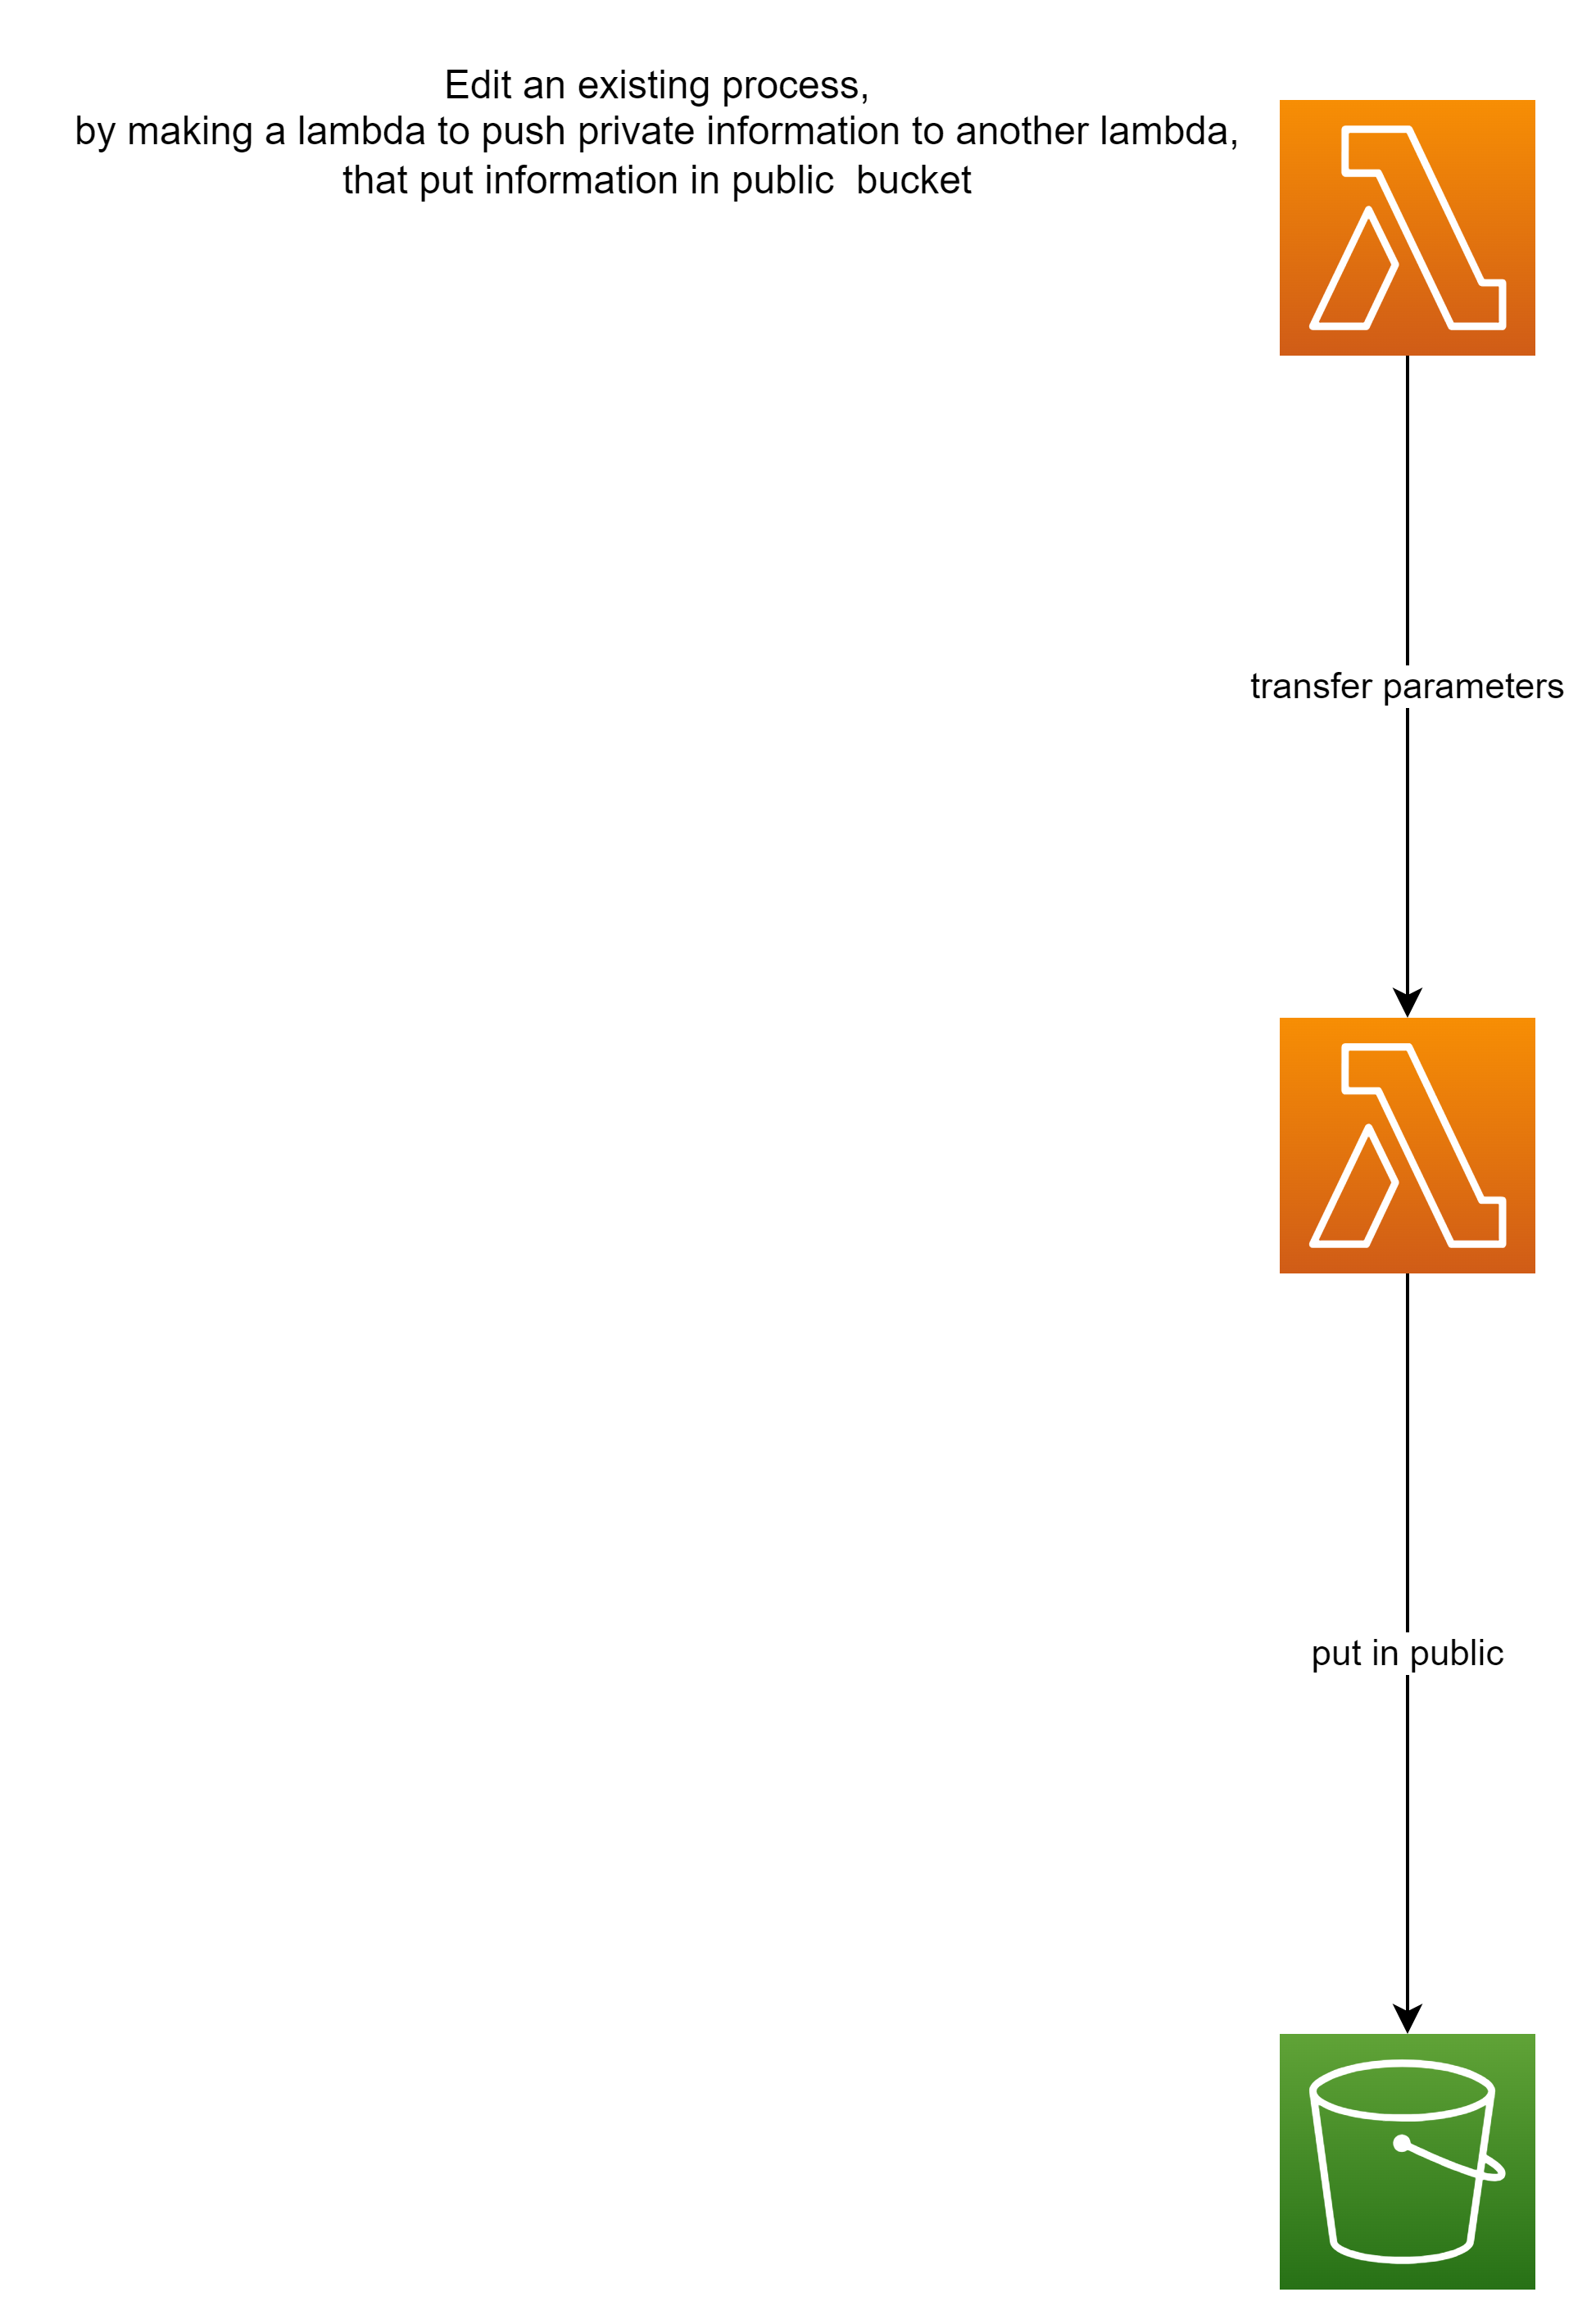 Edit an existing process,
by making a lambda to push private information to another lambda,
that put information in public  bucket
transfer parameters
put in public